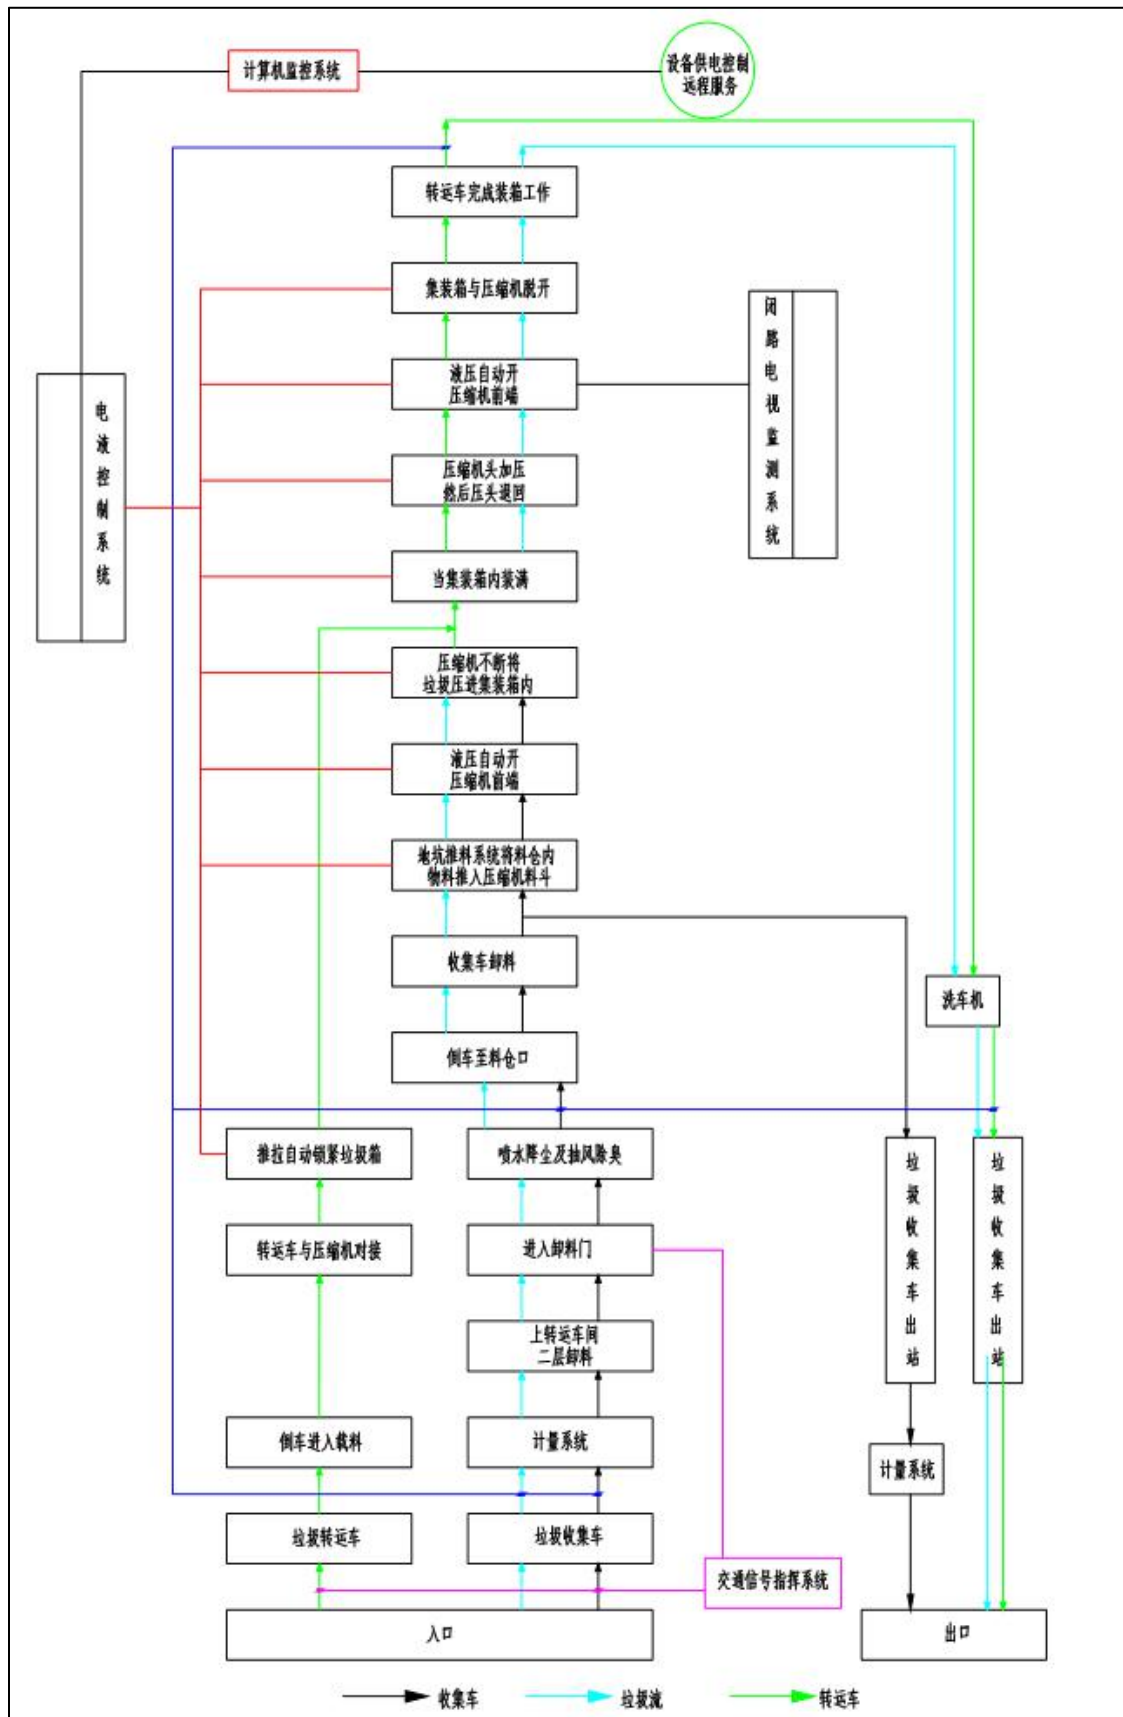 计算机监控系统
设备供电控制
远程服务
转运车完成装箱工作
集装箱与压缩机脱开
闭路电视监测系统
液压自动开
压缩机前端
电液控制系统
压缩机头加压
然后压头退回
当集装箱内装满
压缩机不断将
垃圾压进集装箱内
液压自动开
压缩机前端
地坑推料系统将料仓内
物料推入压缩机料斗
收集车卸料
洗车机
倒车至料仓口
推拉自动锁紧垃圾箱
喷水降尘及抽风除臭
垃圾收集车出站
垃圾收集车出站
转运车与压缩机对接
进入卸料门
上转运车间
二层卸料
倒车进入载料
计量系统
计量系统
垃圾转运车
垃圾收集车
交通信号指挥系统
入口
出口
收集车
垃圾流
转运车